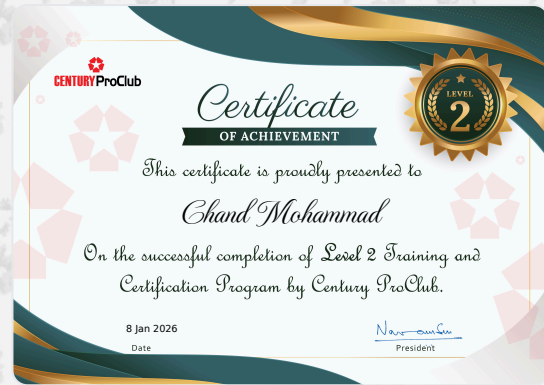 CENTURY ProClub
LEVEL
2
Certificate
OF ACHIEVEMENT
This certificate is proudly presented to
Chand Mohammad
On the successful completion of Level 2 Training and
Certification Program by Century ProClub.
8 Jan 2026
Date
President